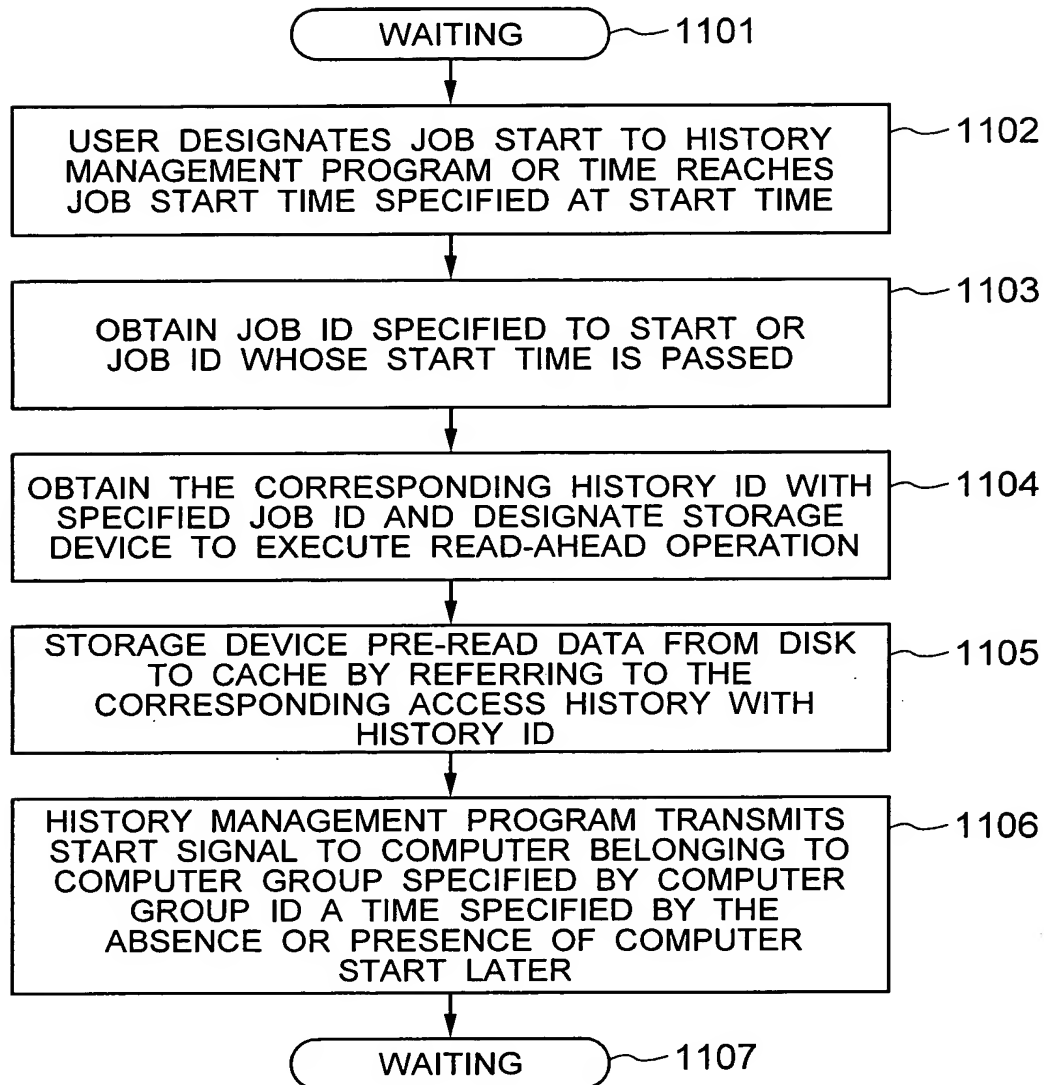 WAITING
1101
USER DESIGNATES JOB START TO HISTORY
MANAGEMENT PROGRAM OR TIME REACHES
JOB START TIME SPECIFIED AT START TIME
1102
OBTAIN JOB ID SPECIFIED TO START OR
JOB ID WHOSE START TIME IS PASSED
1103
OBTAIN THE CORRESPONDING HISTORY ID WITH
SPECIFIED JOB ID AND DESIGNATE STORAGE
DEVICE TO EXECUTE READ-AHEAD OPERATION
1104
STORAGE DEVICE PRE-READ DATA FROM DISK
TO CACHE BY REFERRING TO THE
CORRESPONDING ACCESS HISTORY WITH
HISTORY ID
1105
HISTORY MANAGEMENT PROGRAM TRANSMITS
START SIGNAL TO COMPUTER BELONGING TO
COMPUTER GROUP SPECIFIED BY COMPUTER
GROUP ID A TIME SPECIFIED BY THE
ABSENCE OR PRESENCE OF COMPUTER
START LATER
1106
WAITING
1107